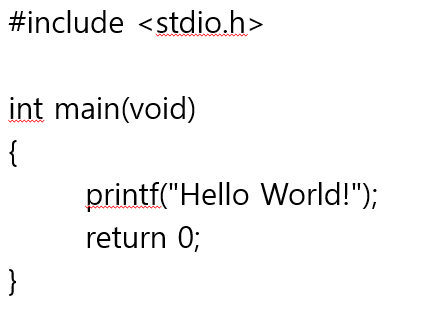 #include <stdio.h>

int main(void)
{
        printf("Hello World!");
        return 0;
}